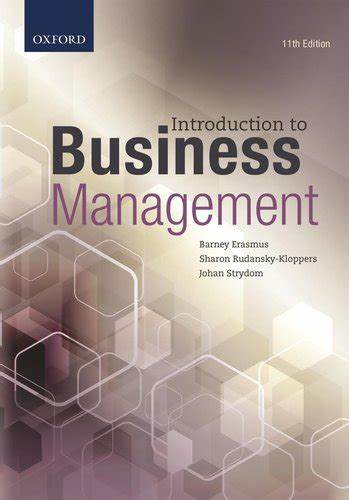 OXFORD
11th Edition
Introduction to
Business
Management
Barney Erasmus
Sharon Rudansky-Kloppers
Johan Strydom